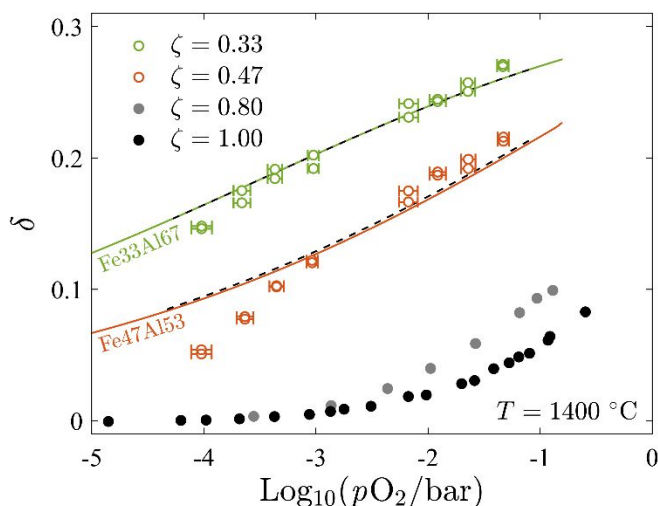 0.3
0.2
0.1
0
δ
ζ = 0.33
ζ = 0.47
ζ = 0.80
ζ = 1.00
Fe33Al67
Fe47Al53
T = 1400 °C
-5 -4 -3 -2 -1 0
Log10(pO2/bar)